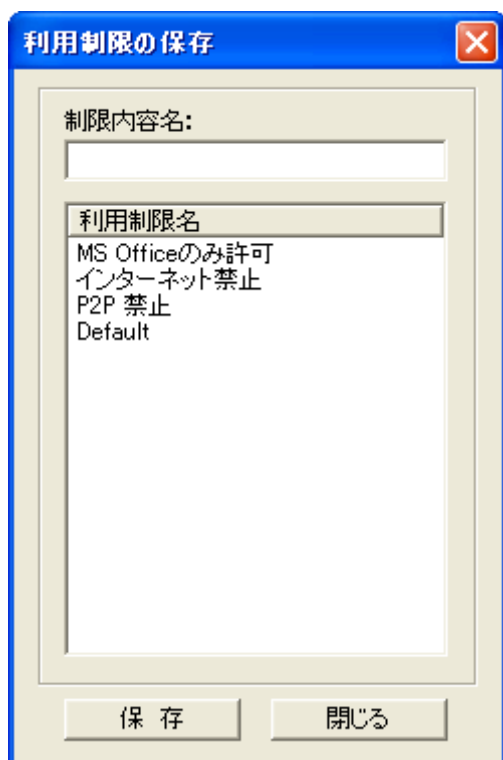 利用制限の保存
制限内容名:
利用制限名
MS Officeのみ許可
インターネット禁止
P2P 禁止
Default
保 存
閉じる